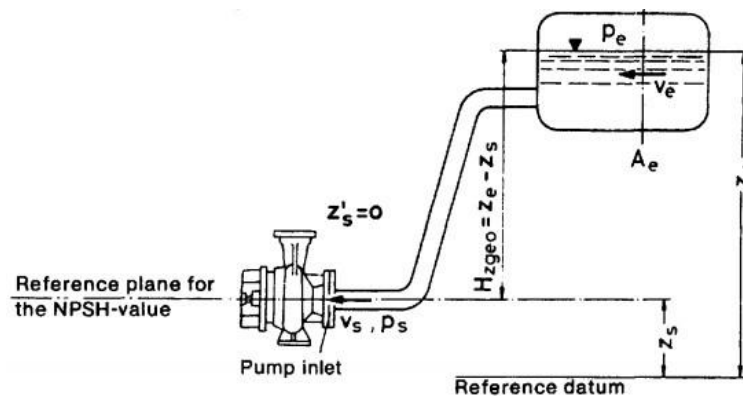 pₑ
vₑ
Aₑ
z
H_zgeo = zₑ − zₛ
z'ₛ=0
Reference plane for
the NPSH-value
vₛ , pₛ
Pump inlet
zₛ
Reference datum